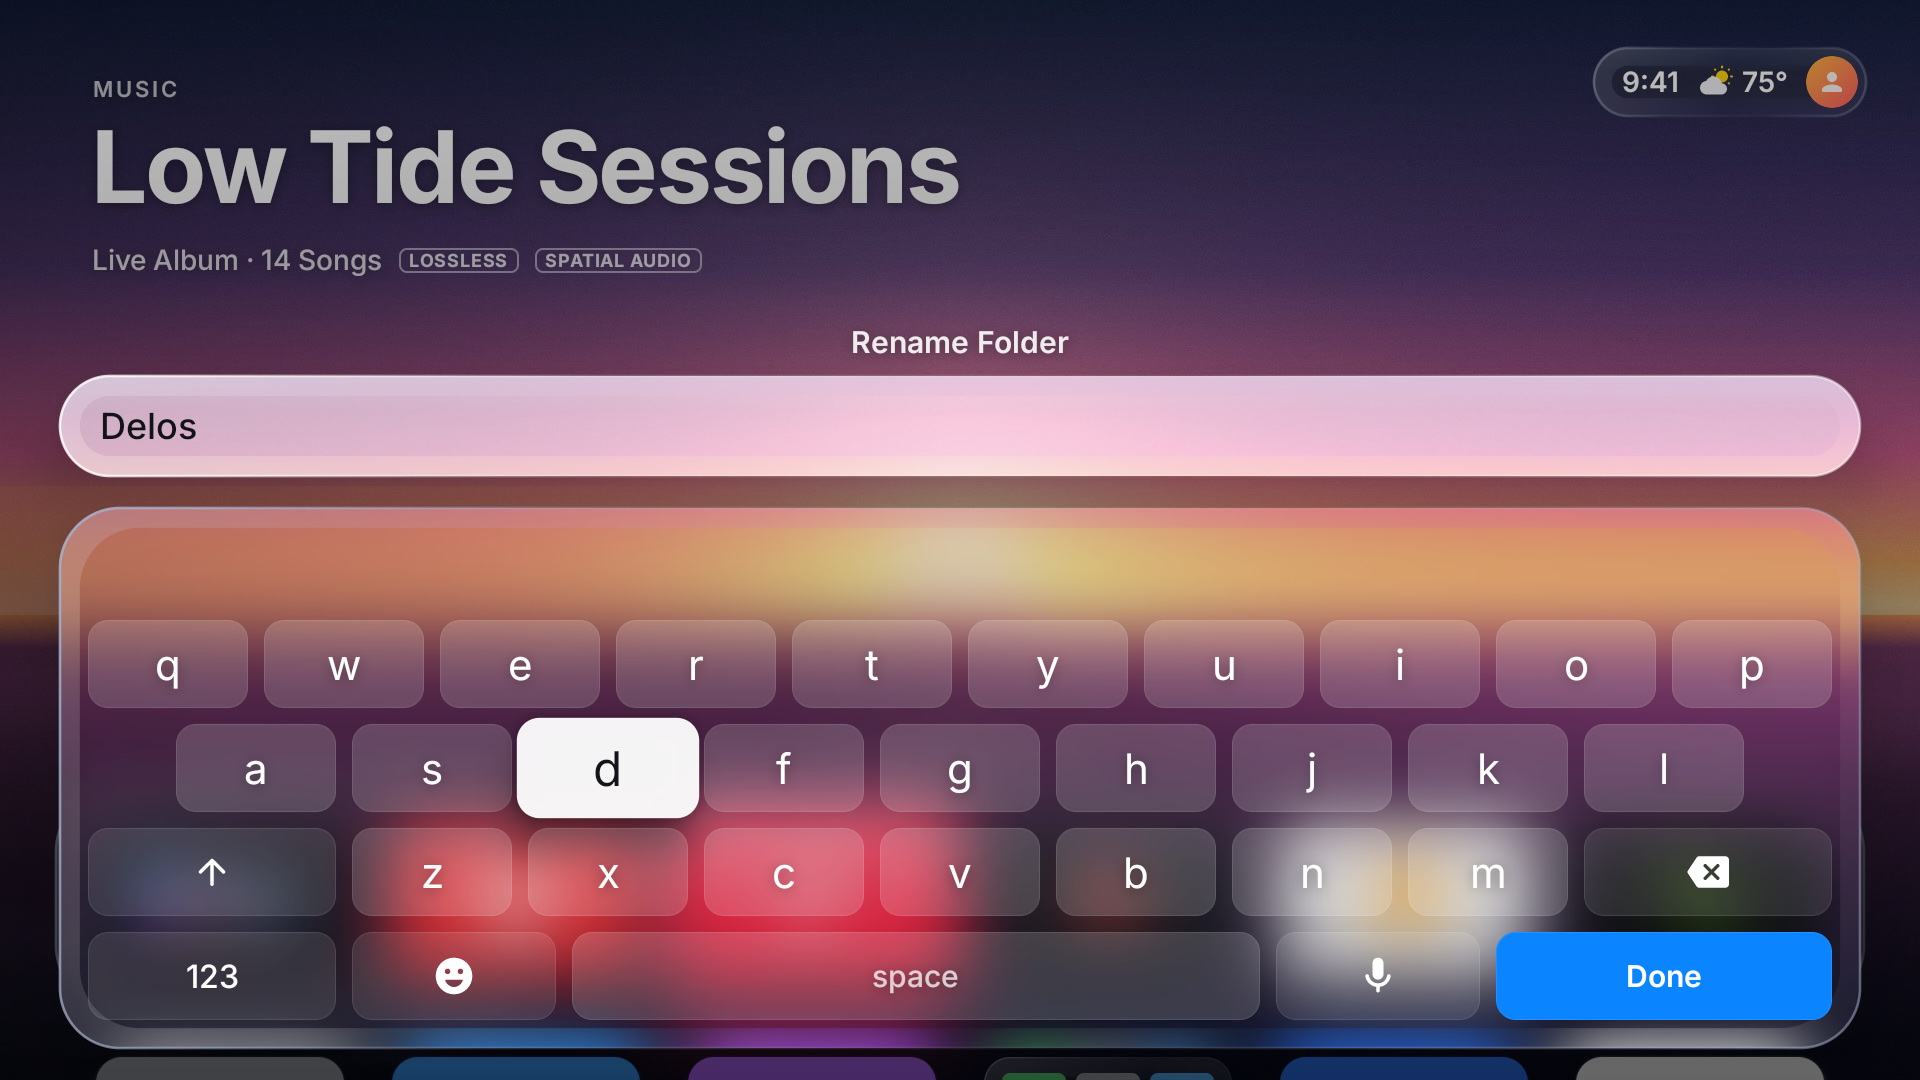 MUSIC
9:41 75°
Low Tide Sessions
Live Album · 14 Songs LOSSLESS SPATIAL AUDIO
Rename Folder
Delos
q w e r t y u i o p
a s d f g h j k l
z x c v b n m
123 space Done